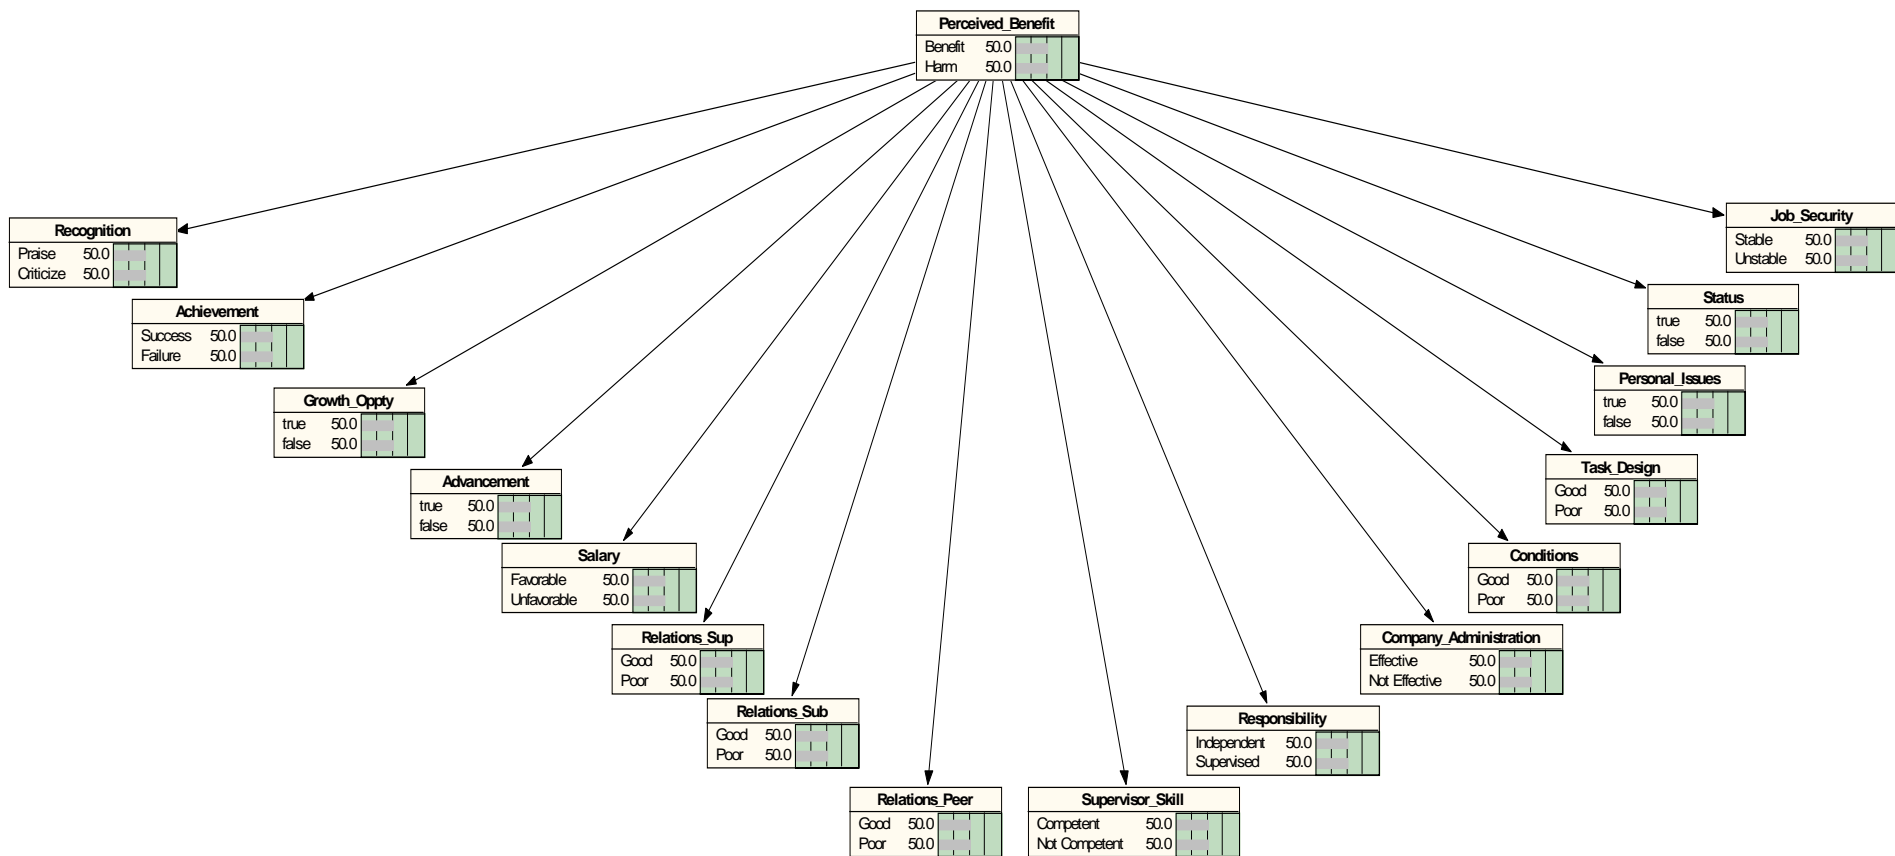 Perceived_Benefit
Benefit 50.0
Harm 50.0
Recognition
Praise 50.0
Criticize 50.0
Achievement
Success 50.0
Failure 50.0
Growth_Oppty
true 50.0
false 50.0
Advancement
true 50.0
false 50.0
Salary
Favorable 50.0
Unfavorable 50.0
Relations_Sup
Good 50.0
Poor 50.0
Relations_Sub
Good 50.0
Poor 50.0
Relations_Peer
Good 50.0
Poor 50.0
Supervisor_Skill
Competent 50.0
Not Competent 50.0
Responsibility
Independent 50.0
Supervised 50.0
Company_Administration
Effective 50.0
Not Effective 50.0
Conditions
Good 50.0
Poor 50.0
Task_Design
Good 50.0
Poor 50.0
Personal_Issues
true 50.0
false 50.0
Status
true 50.0
false 50.0
Job_Security
Stable 50.0
Unstable 50.0